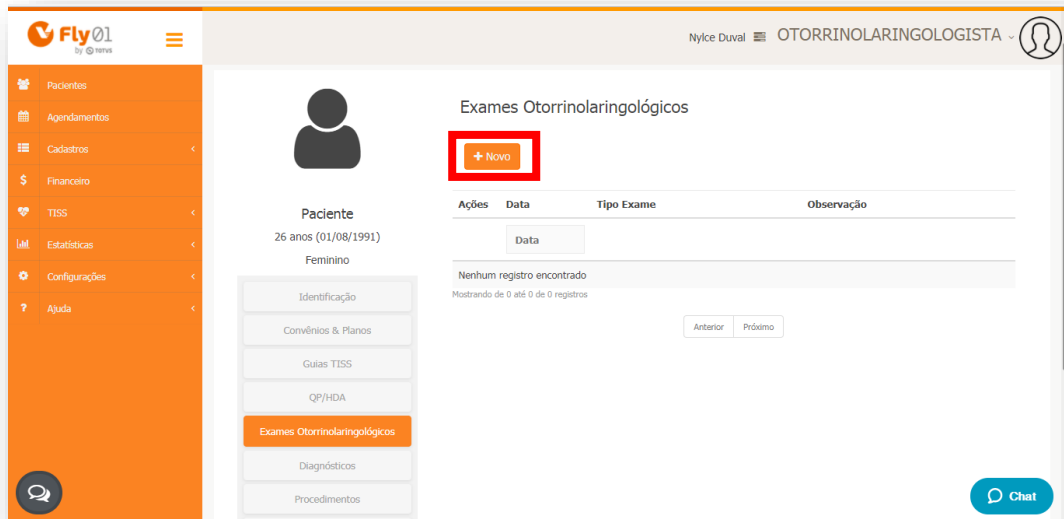 Fly01
by TOTVS
Nylce Duval
OTORRINOLARINGOLOGISTA
Pacientes
Agendamentos
Cadastros
Financeiro
TISS
Estatísticas
Configurações
Ajuda
Paciente
26 anos (01/08/1991)
Feminino
Identificação
Convênios & Planos
Guias TISS
QP/HDA
Exames Otorrinolaringológicos
Diagnósticos
Procedimentos
Exames Otorrinolaringológicos
+ Novo
Ações Data Tipo Exame Observação
Data
Nenhum registro encontrado
Mostrando de 0 até 0 de 0 registros
Anterior Próximo
Chat